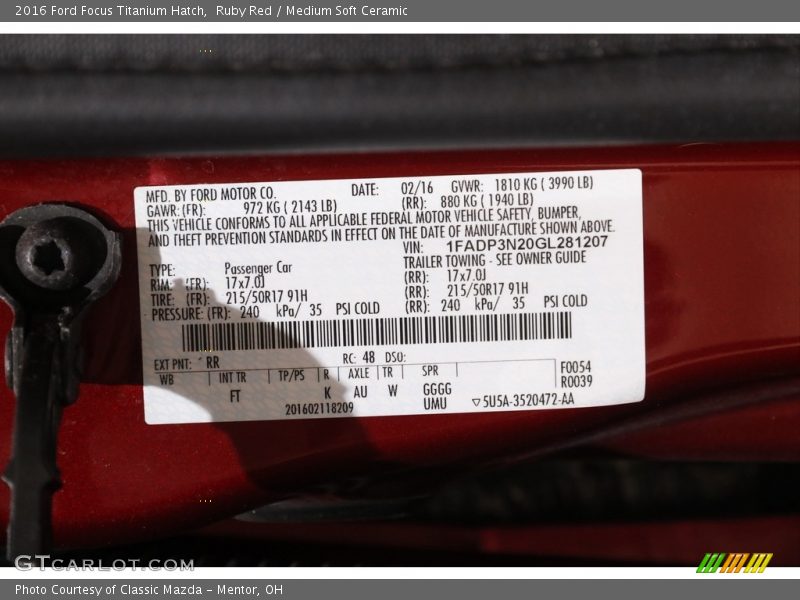 2016 Ford Focus Titanium Hatch, Ruby Red / Medium Soft Ceramic
MFD. BY FORD MOTOR CO. DATE: 02/16 GVWR: 1810 KG ( 3990 LB)
GAWR: (FR): 972 KG ( 2143 LB) (RR): 880 KG ( 1940 LB)
THIS VEHICLE CONFORMS TO ALL APPLICABLE FEDERAL MOTOR VEHICLE SAFETY, BUMPER,
AND THEFT PREVENTION STANDARDS IN EFFECT ON THE DATE OF MANUFACTURE SHOWN ABOVE.
VIN: 1FADP3N20GL281207
TYPE: Passenger Car TRAILER TOWING - SEE OWNER GUIDE
RIM: (FR): 17x7.0J (RR): 17x7.0J
TIRE: (FR): 215/50R17 91H (RR): 215/50R17 91H
PRESSURE: (FR): 240 kPa/ 35 PSI COLD (RR): 240 kPa/ 35 PSI COLD
EXT PNT: RR RC: 48 DSO:
WB INT TR TP/PS R AXLE TR SPR F0054
FT K AU W GGGG R0039
201602118209 UMU ▽5U5A-3520472-AA
GTCARLOT.COM
Photo Courtesy of Classic Mazda - Mentor, OH